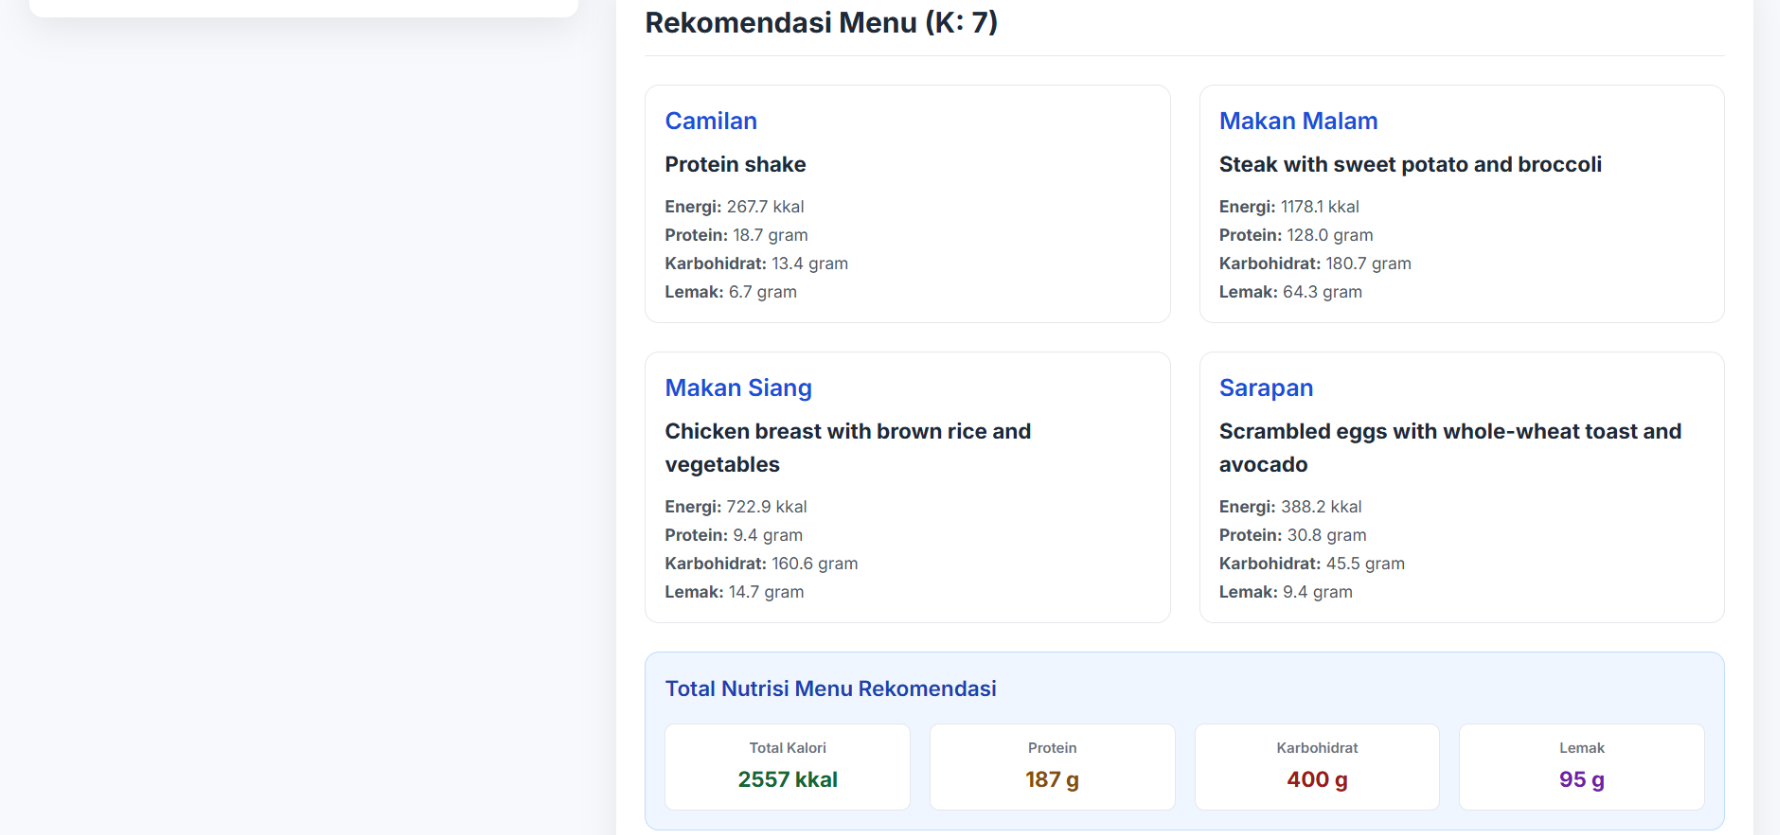 Rekomendasi Menu (K: 7)
Camilan
Protein shake
Energi: 267.7 kkal
Protein: 18.7 gram
Karbohidrat: 13.4 gram
Lemak: 6.7 gram
Makan Malam
Steak with sweet potato and broccoli
Energi: 1178.1 kkal
Protein: 128.0 gram
Karbohidrat: 180.7 gram
Lemak: 64.3 gram
Makan Siang
Chicken breast with brown rice and
vegetables
Energi: 722.9 kkal
Protein: 9.4 gram
Karbohidrat: 160.6 gram
Lemak: 14.7 gram
Sarapan
Scrambled eggs with whole-wheat toast and
avocado
Energi: 388.2 kkal
Protein: 30.8 gram
Karbohidrat: 45.5 gram
Lemak: 9.4 gram
Total Nutrisi Menu Rekomendasi
Total Kalori
2557 kkal
Protein
187 g
Karbohidrat
400 g
Lemak
95 g